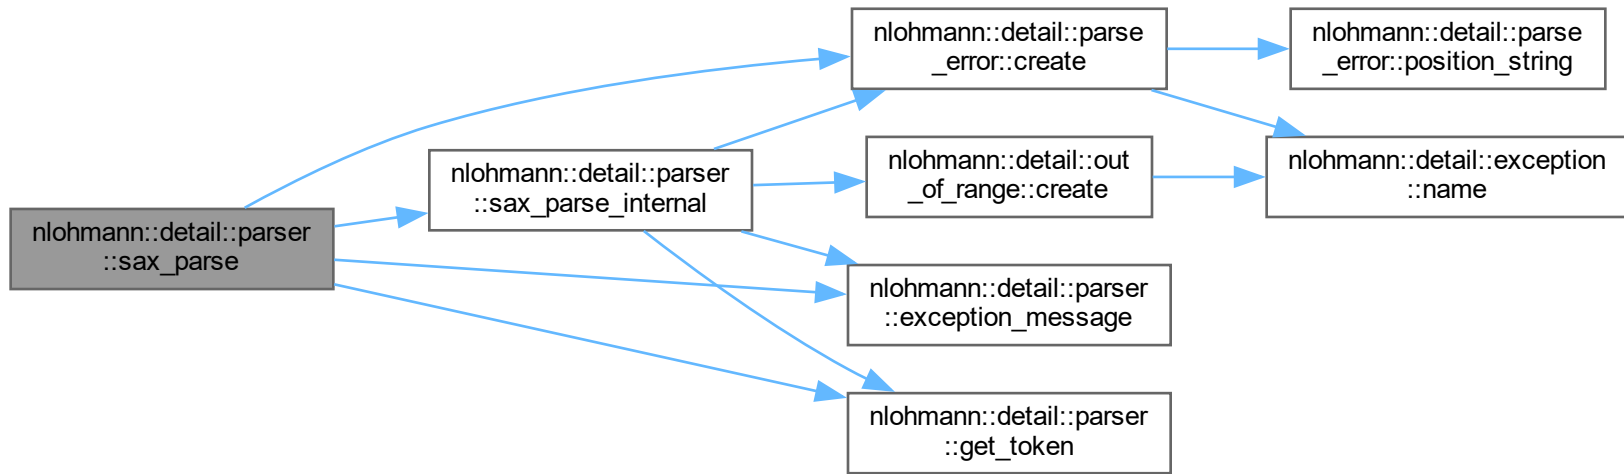 nlohmann::detail::parser
::sax_parse
nlohmann::detail::parser
::sax_parse_internal
nlohmann::detail::parse
_error::create
nlohmann::detail::out
_of_range::create
nlohmann::detail::parser
::exception_message
nlohmann::detail::parser
::get_token
nlohmann::detail::parse
_error::position_string
nlohmann::detail::exception
::name